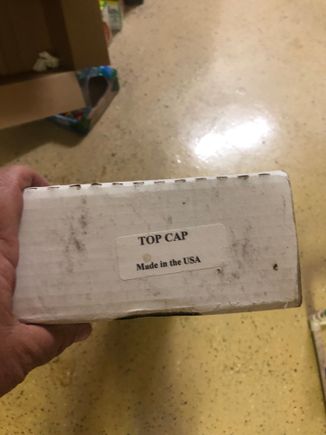 TOP CAP
Made in the USA